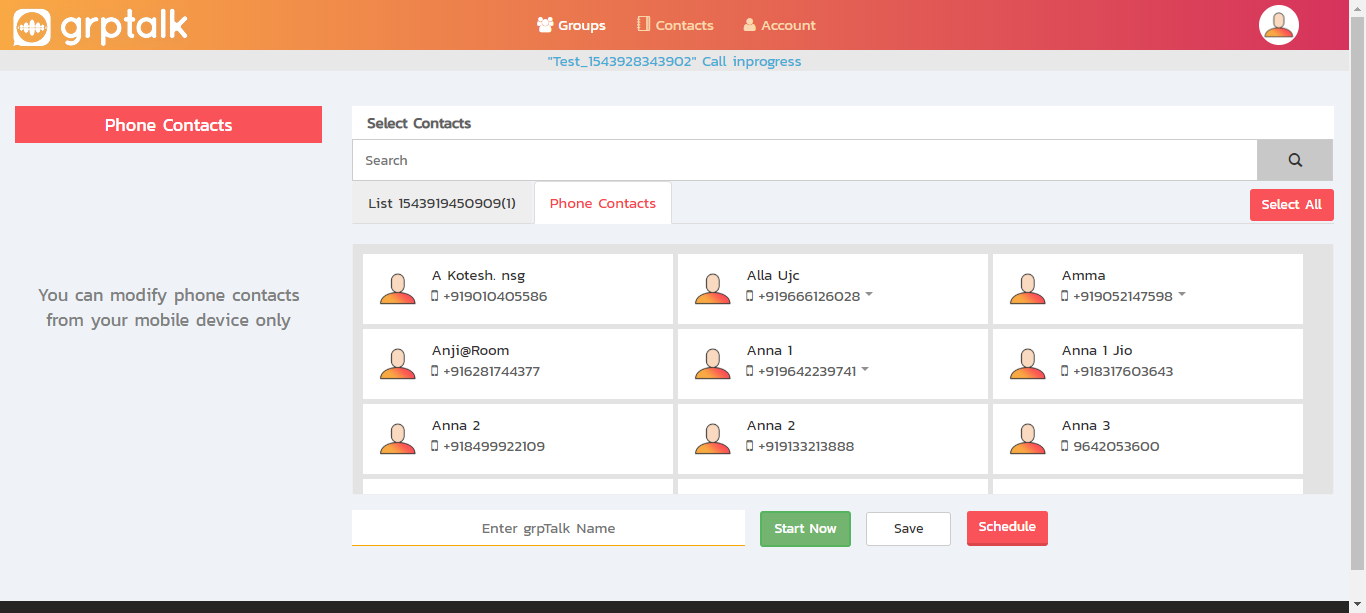 grptalk
Groups Contacts Account
"Test_1543928343902" Call inprogress
Phone Contacts
You can modify phone contacts
from your mobile device only
Select Contacts
Search
List 1543919450909(1) Phone Contacts Select All
A Kotesh. nsg
+919010405586
Alla Ujc
+919666126028
Amma
+919052147598
Anji@Room
+916281744377
Anna 1
+919642239741
Anna 1 Jio
+918317603643
Anna 2
+918499922109
Anna 2
+919133213888
Anna 3
9642053600
Enter grpTalk Name Start Now Save Schedule